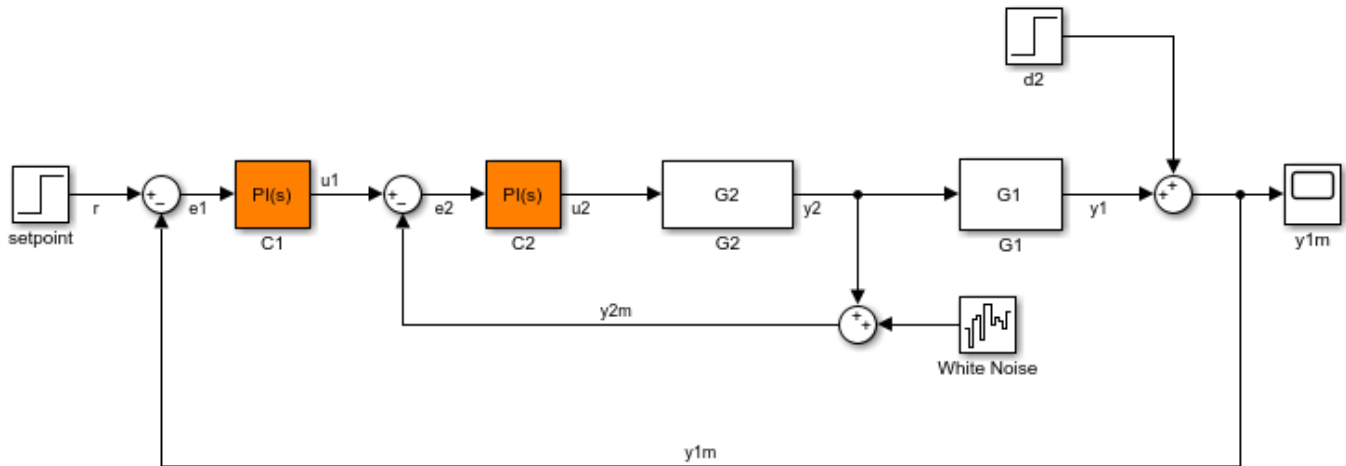 d2
PI(s)
u1
PI(s)
G2
G1
r
e1
e2
u2
y2
y1
setpoint
C1
C2
G2
G1
y1m
y2m
White Noise
y1m